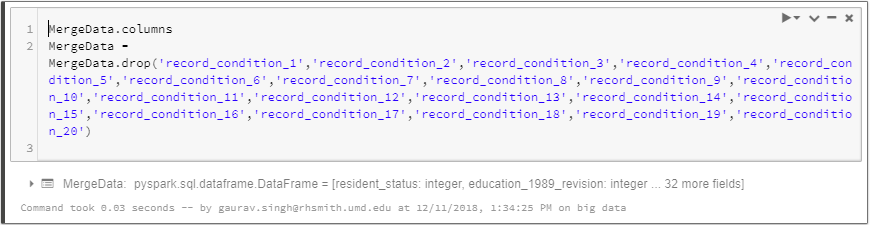 1 MergeData.columns
2 MergeData =
MergeData.drop('record_condition_1','record_condition_2','record_condition_3','record_condition_4','record_con
dition_5','record_condition_6','record_condition_7','record_condition_8','record_condition_9','record_conditio
n_10','record_condition_11','record_condition_12','record_condition_13','record_condition_14','record_conditio
n_15','record_condition_16','record_condition_17','record_condition_18','record_condition_19','record_conditio
n_20')
3
MergeData: pyspark.sql.dataframe.DataFrame = [resident_status: integer, education_1989_revision: integer ... 32 more fields]
Command took 0.03 seconds -- by gaurav.singh@rhsmith.umd.edu at 12/11/2018, 1:34:25 PM on big data